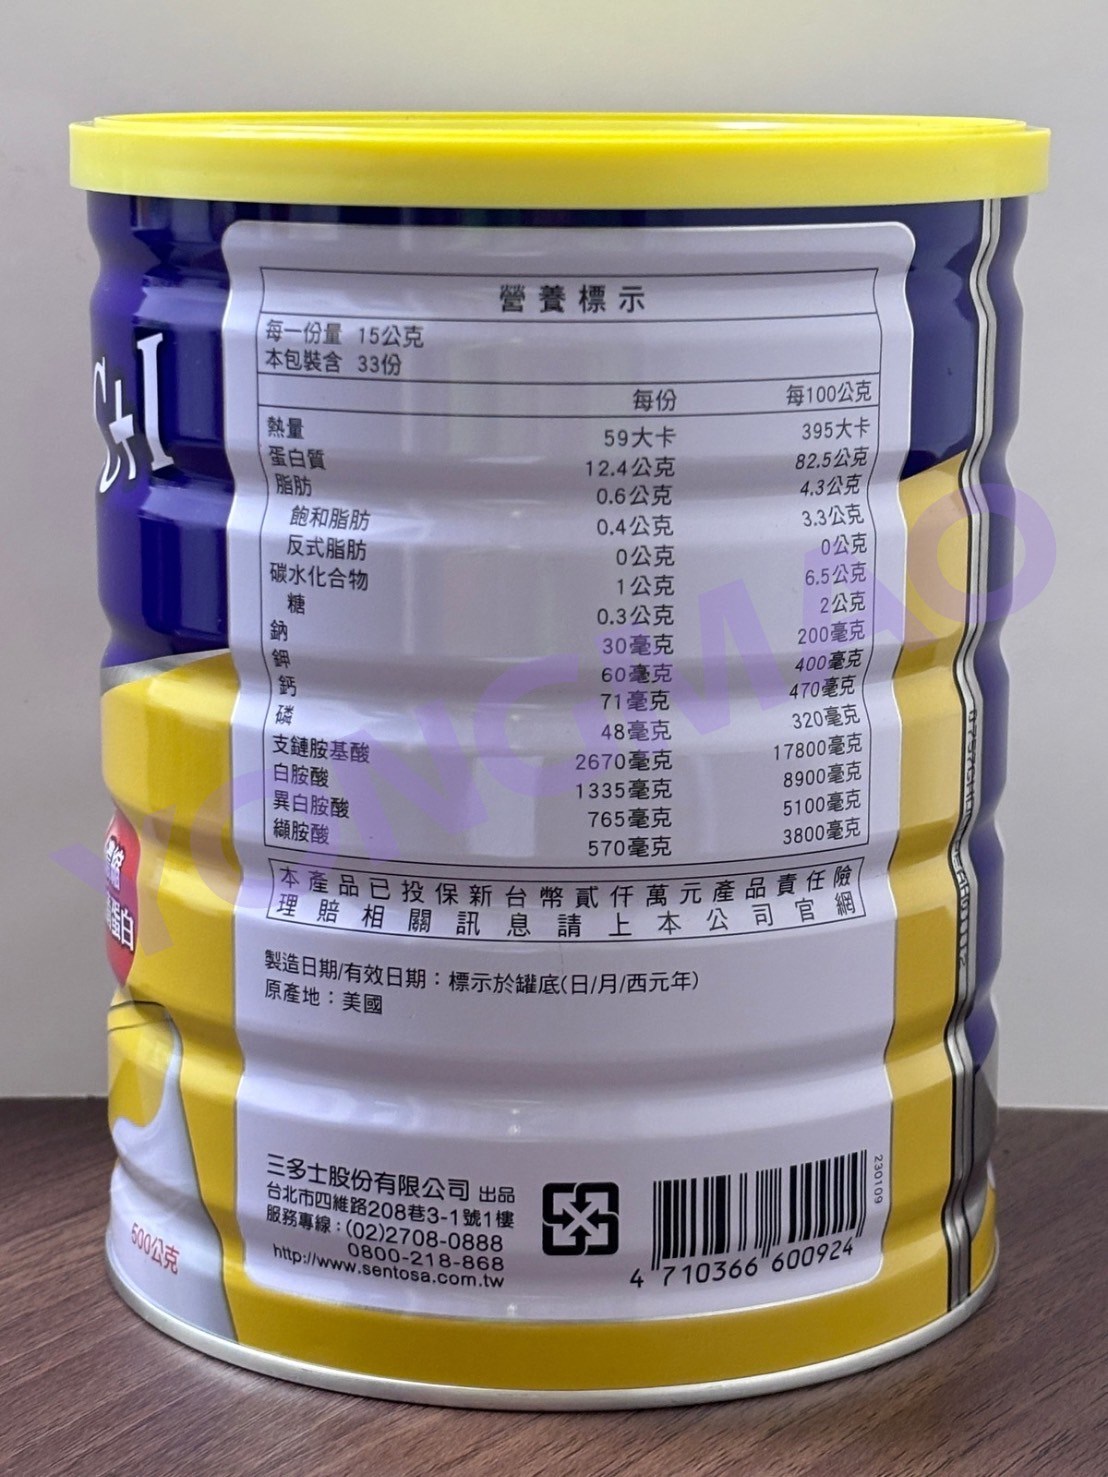 C+I
營養標示
每一份量 15公克
本包裝含 33份
每份 每100公克
熱量 59大卡 395大卡
蛋白質 12.4公克 82.5公克
脂肪 0.6公克 4.3公克
飽和脂肪 0.4公克 3.3公克
反式脂肪 0公克 0公克
碳水化合物 1公克 6.5公克
糖 0.3公克 2公克
鈉 30毫克 200毫克
鉀 60毫克 400毫克
鈣 71毫克 470毫克
磷 48毫克 320毫克
支鏈胺基酸 2670毫克 17800毫克
白胺酸 1335毫克 8900毫克
異白胺酸 765毫克 5100毫克
纈胺酸 570毫克 3800毫克
本產品已投保新台幣貳仟萬元產品責任險
理賠相關訊息請上本公司官網
製造日期/有效日期：標示於罐底(日/月/西元年)
原產地：美國
三多士股份有限公司 出品
台北市四維路208巷3-1號1樓
服務專線：(02)2708-0888
0800-218-868
http://www.sentosa.com.tw
4 710366 600924
230109
500公克
蛋白
YONGMAO